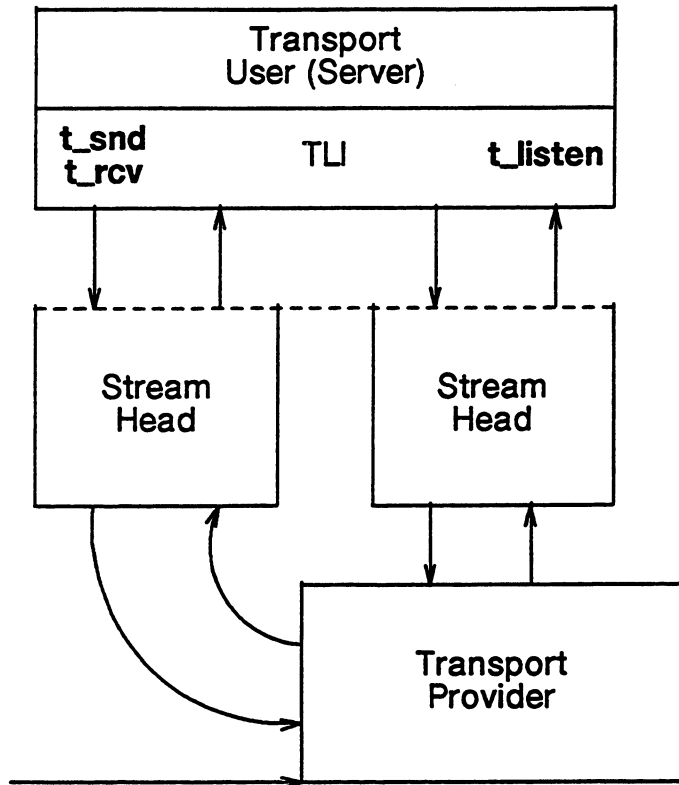 Transport
User (Server)
t_snd
t_rcv
TLI
t_listen
Stream
Head
Stream
Head
Transport
Provider